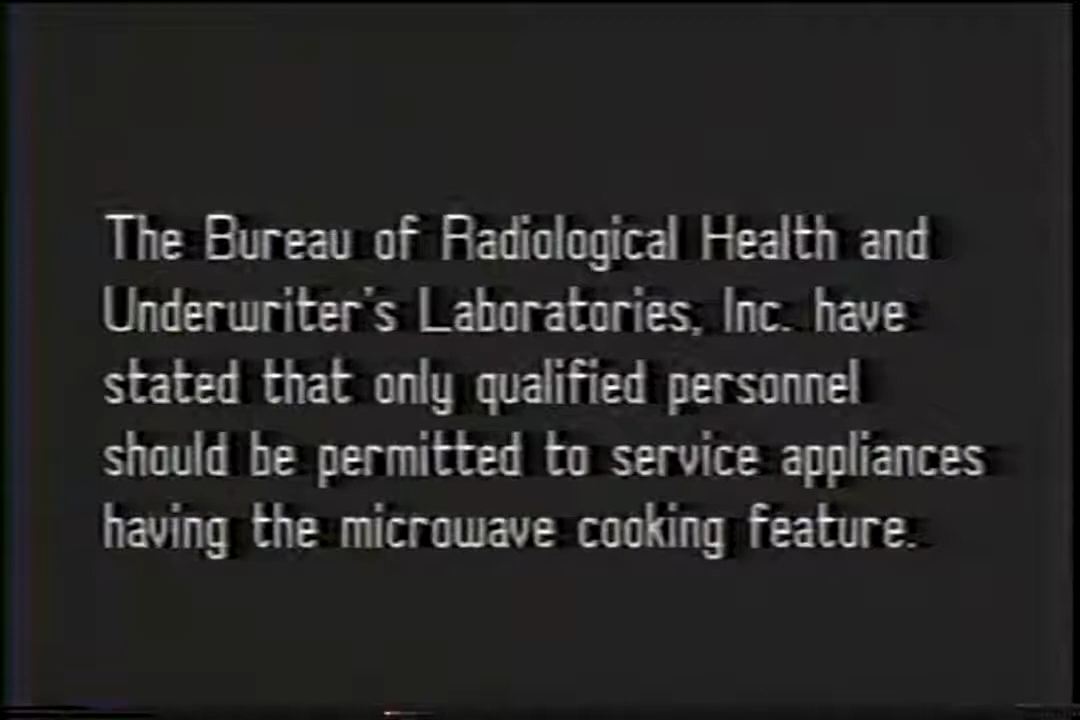 The Bureau of Radiological Health and
Underwriter's Laboratories, Inc. have
stated that only qualified personnel
should be permitted to service appliances
having the microwave cooking feature.